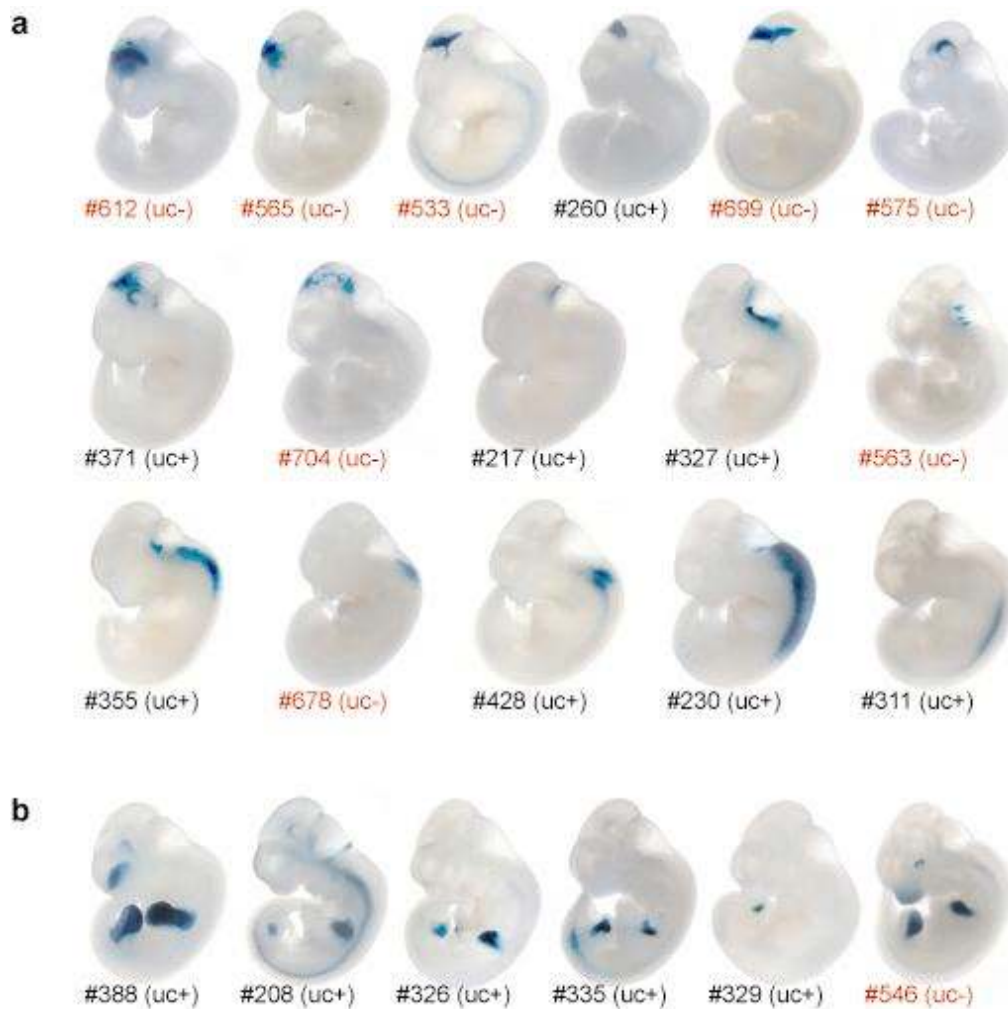 a
#612 (uc-) #565 (uc-) #533 (uc-) #260 (uc+) #699 (uc-) #575 (uc-)
#371 (uc+) #704 (uc-) #217 (uc+) #327 (uc+) #563 (uc-)
#355 (uc+) #678 (uc-) #428 (uc+) #230 (uc+) #311 (uc+)
b
#388 (uc+) #208 (uc+) #326 (uc+) #335 (uc+) #329 (uc+) #546 (uc-)